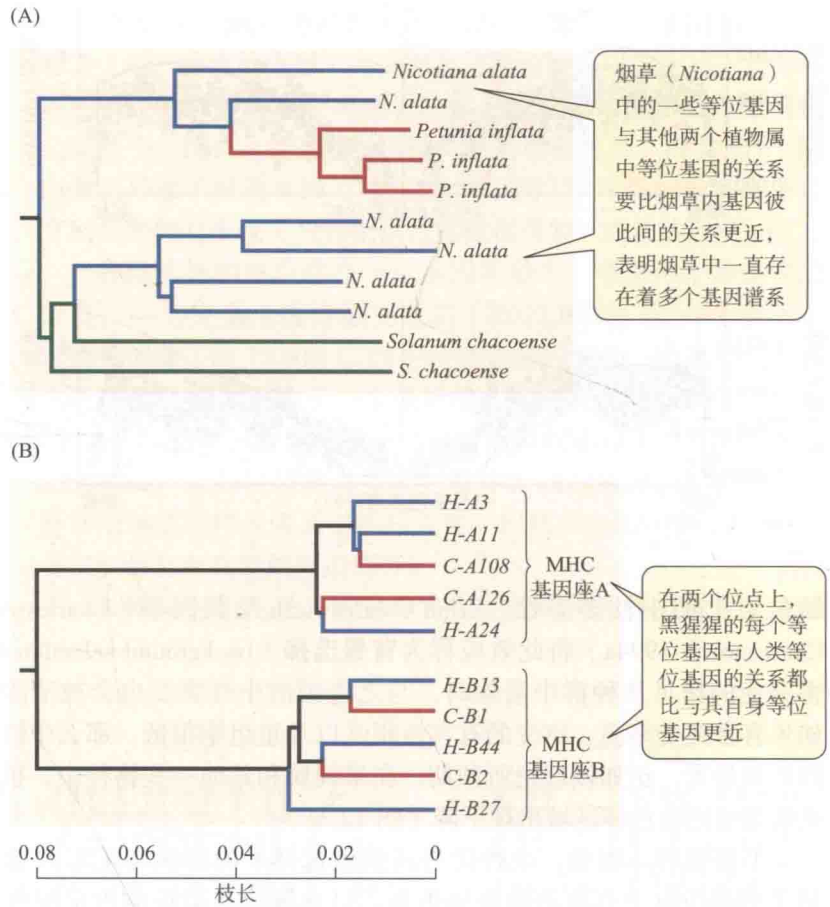 (A)
Nicotiana alata
N. alata
Petunia inflata
P. inflata
P. inflata
N. alata
N. alata
N. alata
N. alata
Solanum chacoense
S. chacoense
烟草（Nicotiana）
中的一些等位基因
与其他两个植物属
中等位基因的关系
要比烟草内基因彼
此间的关系更近，
表明烟草中一直存
在着多个基因谱系
(B)
H-A3
H-A11
C-A108
C-A126
H-A24
MHC
基因座A
H-B13
C-B1
H-B44
C-B2
H-B27
MHC
基因座B
在两个位点上，
黑猩猩的每个等
位基因与人类等
位基因的关系都
比与其自身等位
基因更近
0.08 0.06 0.04 0.02 0
枝长